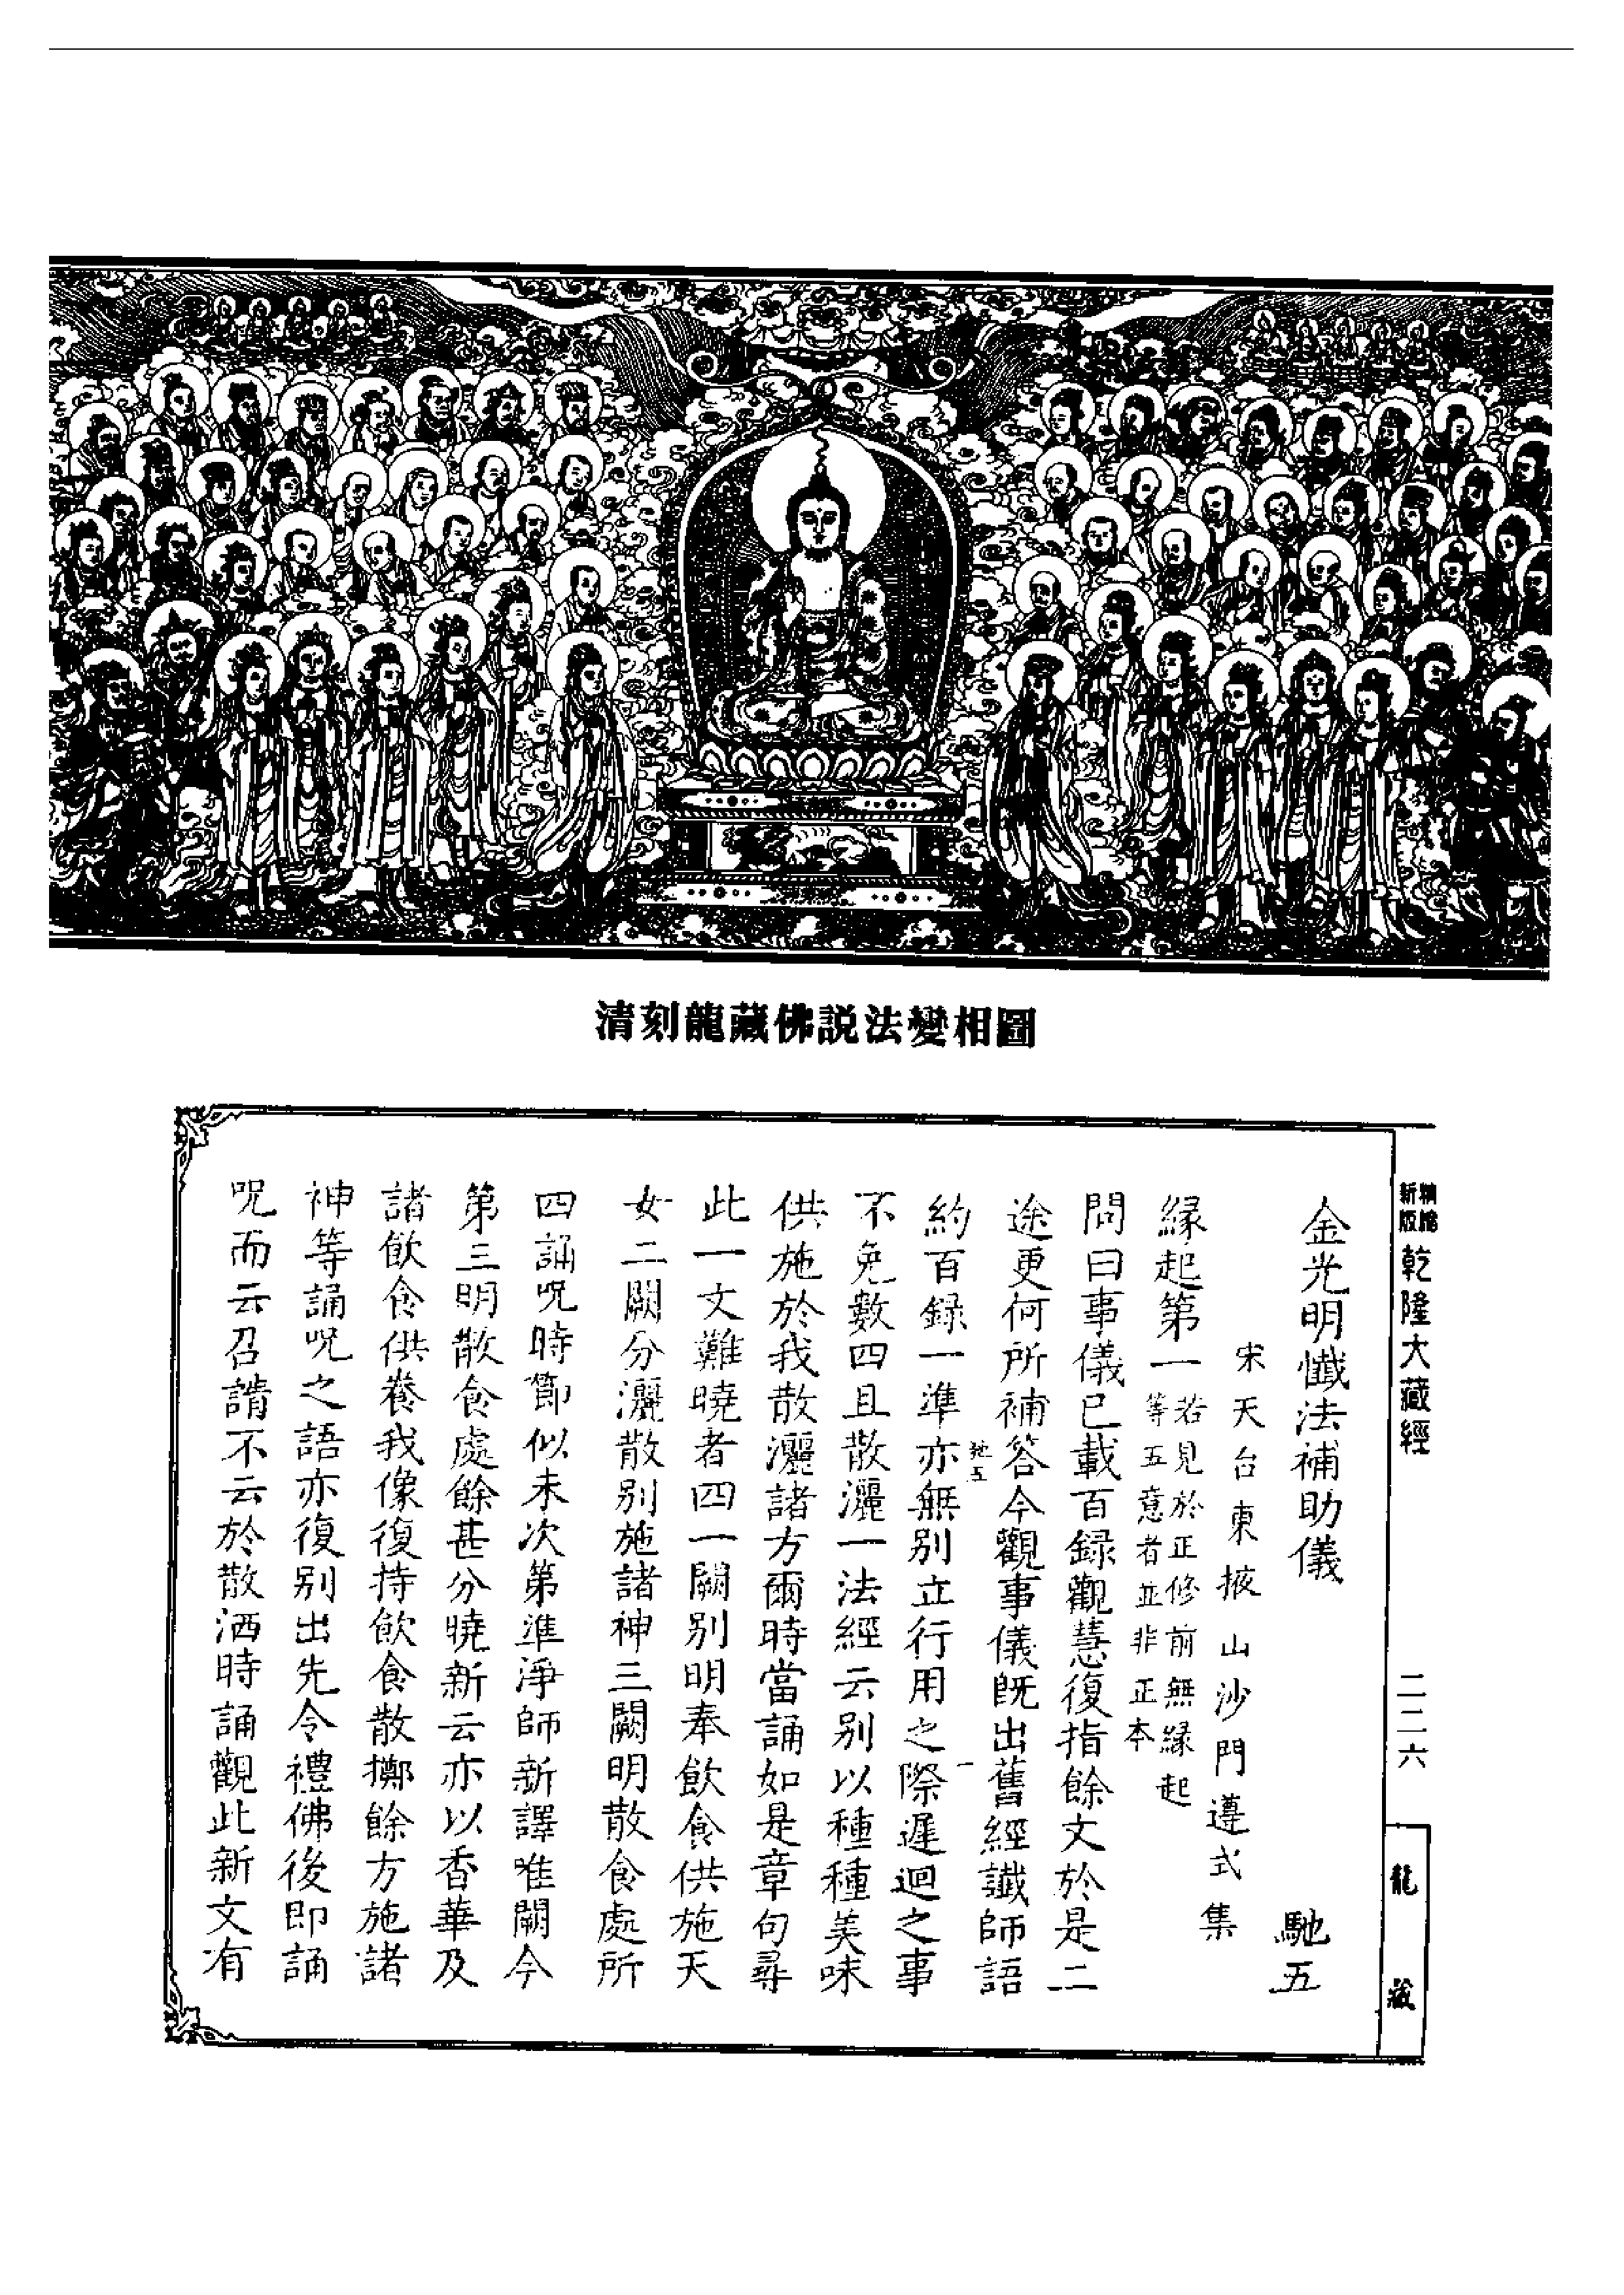 清刻龍藏佛説法變相圖
精繪
新版
乾隆大藏經
二二六
龍藏
金光明懺法補助儀 馳五
宋天台東掖山沙門遵式集
緣起第一
若見於正修前無緣起
等五意者並非正本
問曰事儀已載百録觀慧復指餘文於是二
途更何所補答今觀事儀既出舊經讖師語
馳五
一
約百録一準亦無別立行用之際遲迴之事
不免數四且散灑一法經云別以種種美味
供施於我散灑諸方爾時當誦如是章句尋
此一文難曉者四一闕別明奉飲食供施天
女二闕分灑散別施諸神三闕明散食處所
四誦呪時節似未次第準淨師新譯唯闕今
第三明散食處餘甚分曉新云亦以香華及
諸飲食供養我像復持飲食散擲餘方施諸
神等誦呪之語亦復別出先令禮佛後即誦
呪而云召請不云於散洒時誦觀此新文有